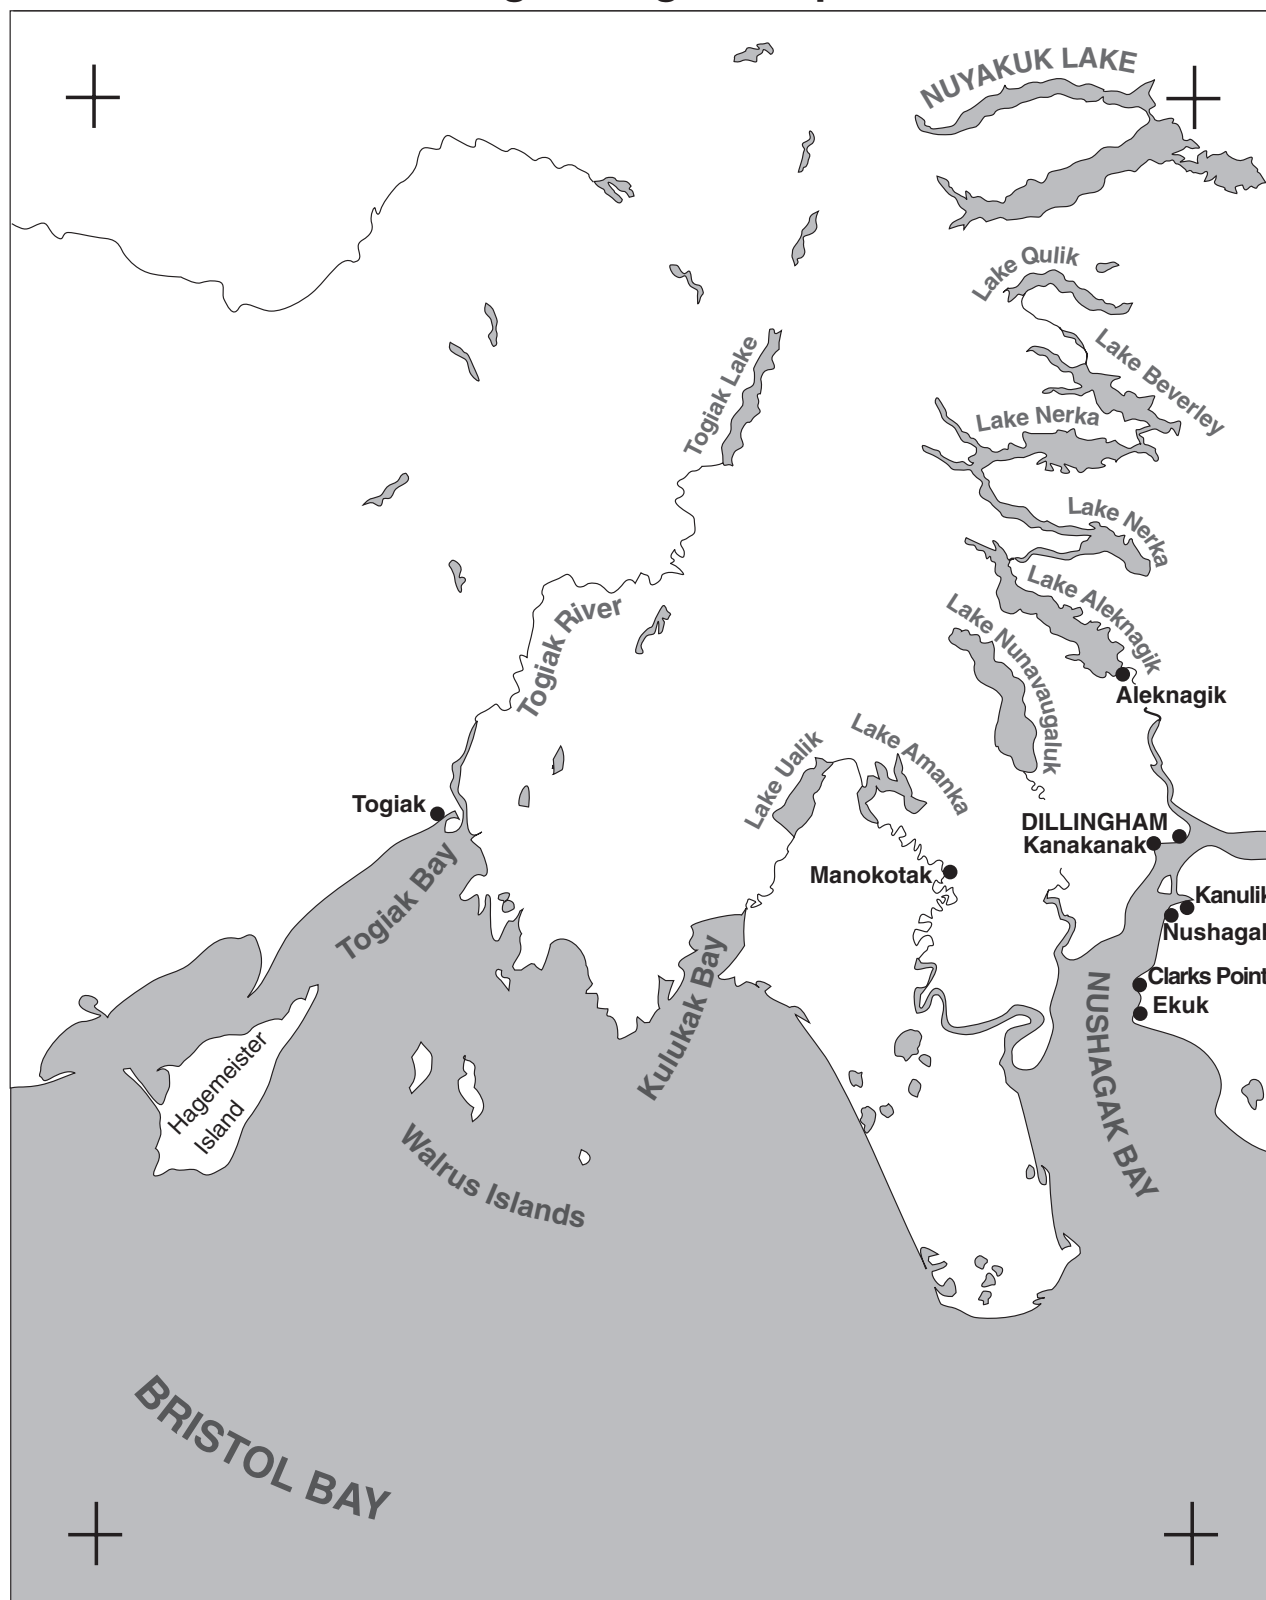 NUYAKUK LAKE
Lake Qulik
Lake Beverley
Togiak Lake
Lake Nerka
Lake Nerka
Lake Aleknagik
Togiak River
Lake Nunavaugaluk
Aleknagik
Lake Ualik
Lake Amanka
Togiak
DILLINGHAM
Kanakanak
Togiak Bay
Manokotak
Kanulik
Nushagak
Kulukak Bay
Clarks Point
Ekuk
NUSHAGAK BAY
Hagemeister
Island
Walrus Islands
BRISTOL BAY